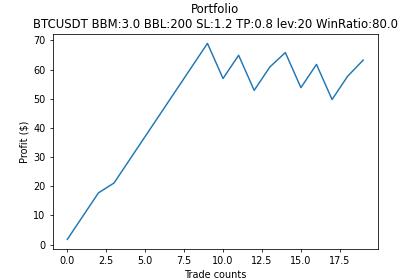 Portfolio
BTCUSDT BBM:3.0 BBL:200 SL:1.2 TP:0.8 lev:20 WinRatio:80.0
70
60
50
40
30
20
10
0
Profit ($)
0.0 2.5 5.0 7.5 10.0 12.5 15.0 17.5
Trade counts